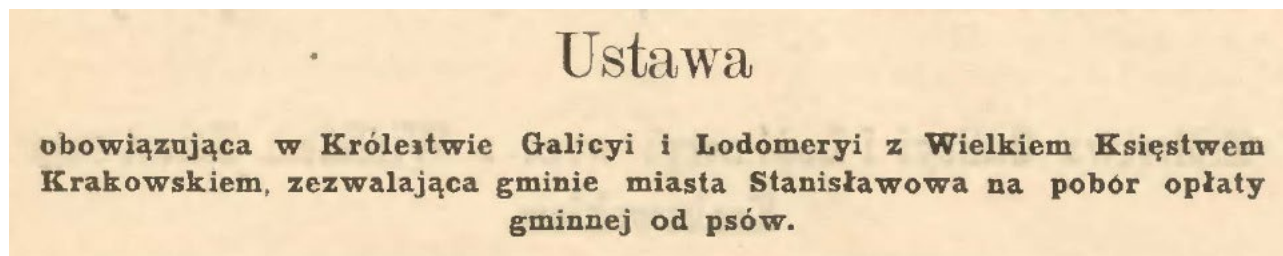 Ustawa
obowiązująca w Królestwie Galicyi i Lodomeryi z Wielkiem Księstwem
Krakowskiem, zezwalająca gminie miasta Stanisławowa na pobór opłaty
gminnej od psów.